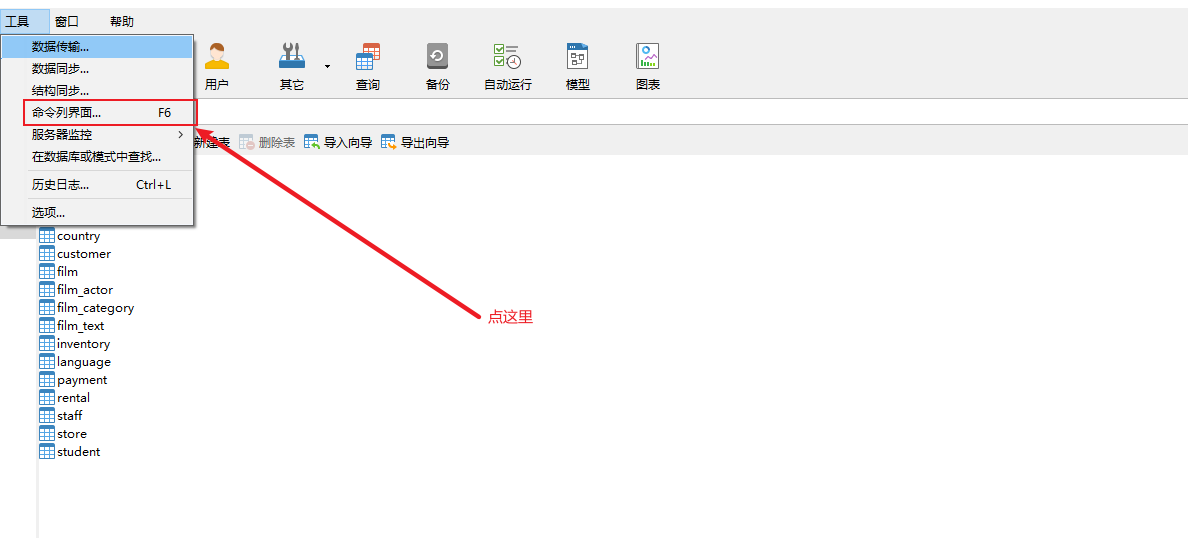 工具 窗口 帮助
数据传输...
数据同步...
结构同步...
命令列界面... F6
服务器监控
在数据库或模式中查找...
历史日志... Ctrl+L
选项...
用户 其它 查询 备份 自动运行 模型 图表
新建表 删除表 导入向导 导出向导
country
customer
film
film_actor
film_category
film_text
inventory
language
payment
rental
staff
store
student
点这里